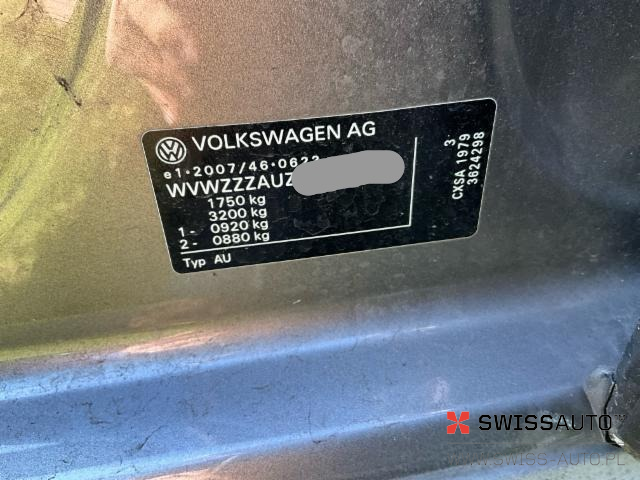 VOLKSWAGEN AG
e1*2007/46*0623
WVWZZZAUZ
1750 kg
3200 kg
1 - 0920 kg
2 - 0880 kg
Typ AU
3.
CXSA 1979
3624298
SWISSAUTO